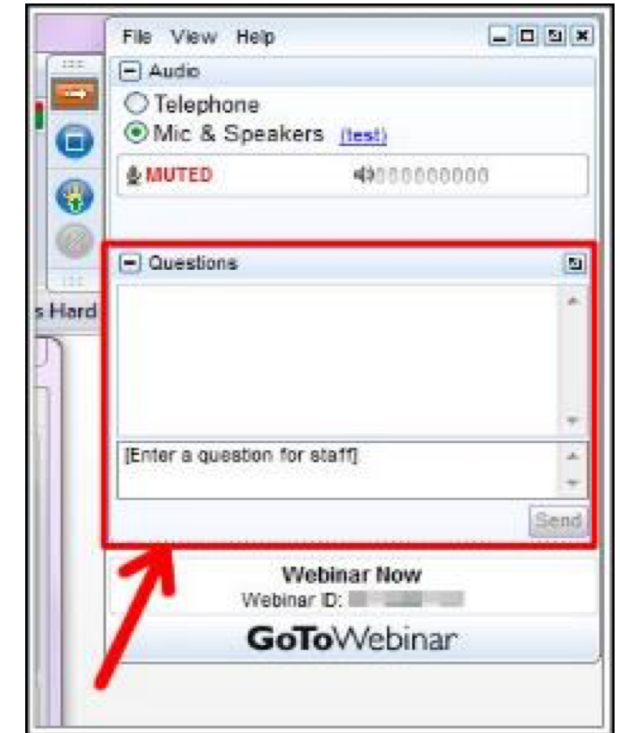 File View Help
Audio
Telephone
Mic & Speakers (test)
MUTED
Questions
s Hard
[Enter a question for staff]
Send
Webinar Now
Webinar ID:
GoToWebinar